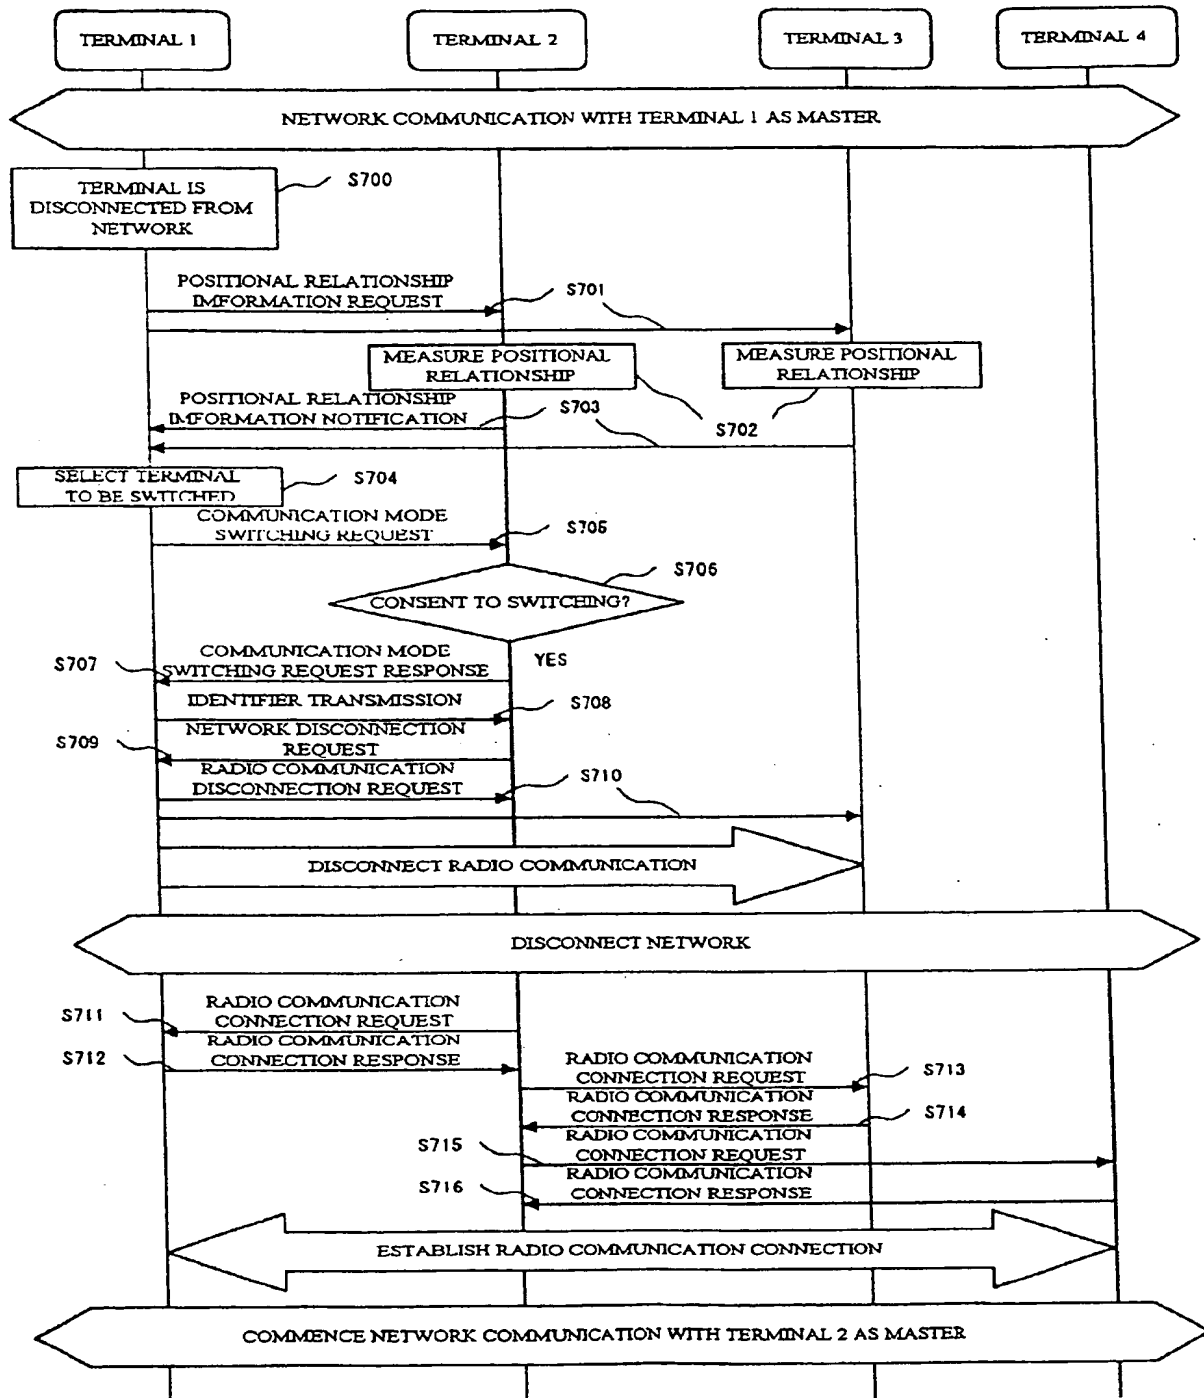 TERMINAL 1
TERMINAL 2
TERMINAL 3
TERMINAL 4
NETWORK COMMUNICATION WITH TERMINAL 1 AS MASTER
TERMINAL IS
DISCONNECTED FROM
NETWORK
S700
POSITIONAL RELATIONSHIP
IMFORMATION REQUEST
S701
MEASURE POSITIONAL
RELATIONSHIP
MEASURE POSITIONAL
RELATIONSHIP
S702
POSITIONAL RELATIONSHIP
IMFORMATION NOTIFICATION
S703
SELECT TERMINAL
TO BE SWITCHED
S704
COMMUNICATION MODE
SWITCHING REQUEST
S705
S706
CONSENT TO SWITCHING?
YES
COMMUNICATION MODE
SWITCHING REQUEST RESPONSE
S707
IDENTIFIER TRANSMISSION
S708
NETWORK DISCONNECTION
REQUEST
S709
RADIO COMMUNICATION
DISCONNECTION REQUEST
S710
DISCONNECT RADIO COMMUNICATION
DISCONNECT NETWORK
RADIO COMMUNICATION
CONNECTION REQUEST
S711
RADIO COMMUNICATION
CONNECTION RESPONSE
S712
RADIO COMMUNICATION
CONNECTION REQUEST
S713
RADIO COMMUNICATION
CONNECTION RESPONSE
S714
RADIO COMMUNICATION
CONNECTION REQUEST
S715
RADIO COMMUNICATION
CONNECTION RESPONSE
S716
ESTABLISH RADIO COMMUNICATION CONNECTION
COMMENCE NETWORK COMMUNICATION WITH TERMINAL 2 AS MASTER